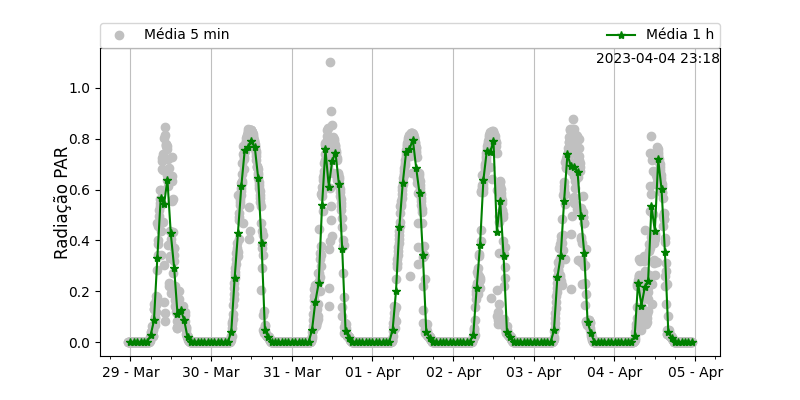 Média 5 min
Média 1 h
2023-04-04 23:18
Radiação PAR
1.0
0.8
0.6
0.4
0.2
0.0
29 - Mar
30 - Mar
31 - Mar
01 - Apr
02 - Apr
03 - Apr
04 - Apr
05 - Apr